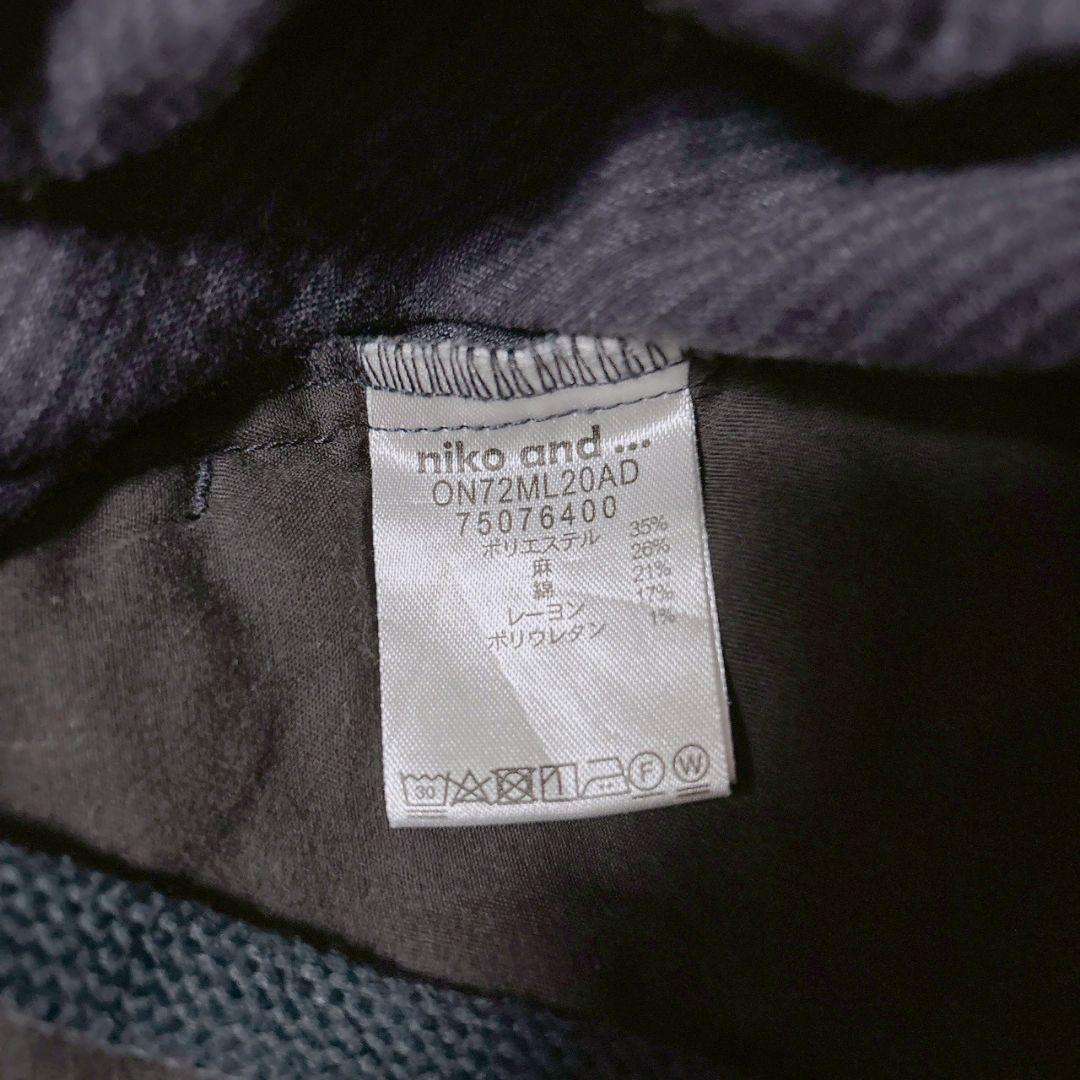 niko and ...
ON72ML20AD
75076400
ポリエステル 35%
麻 26%
綿 21%
レーヨン 17%
ポリウレタン 1%
30 F W